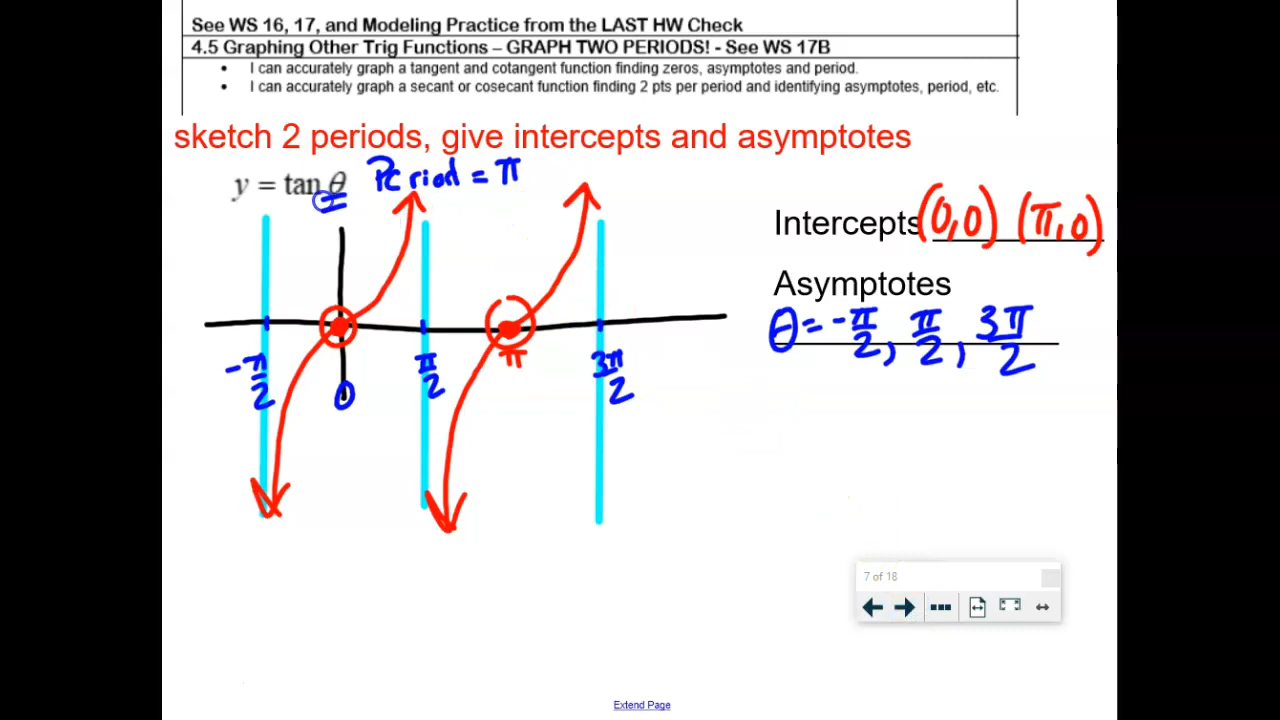 See WS 16, 17, and Modeling Practice from the LAST HW Check
4.5 Graphing Other Trig Functions – GRAPH TWO PERIODS! - See WS 17B
• I can accurately graph a tangent and cotangent function finding zeros, asymptotes and period.
• I can accurately graph a secant or cosecant function finding 2 pts per period and identifying asymptotes, period, etc.
sketch 2 periods, give intercepts and asymptotes
y = tan θ Period = π
Intercepts (0,0) (π,0)
Asymptotes
θ = -π/2, π/2, 3π/2
-π/2 0 π/2 π 3π/2
7 of 18
Extend Page